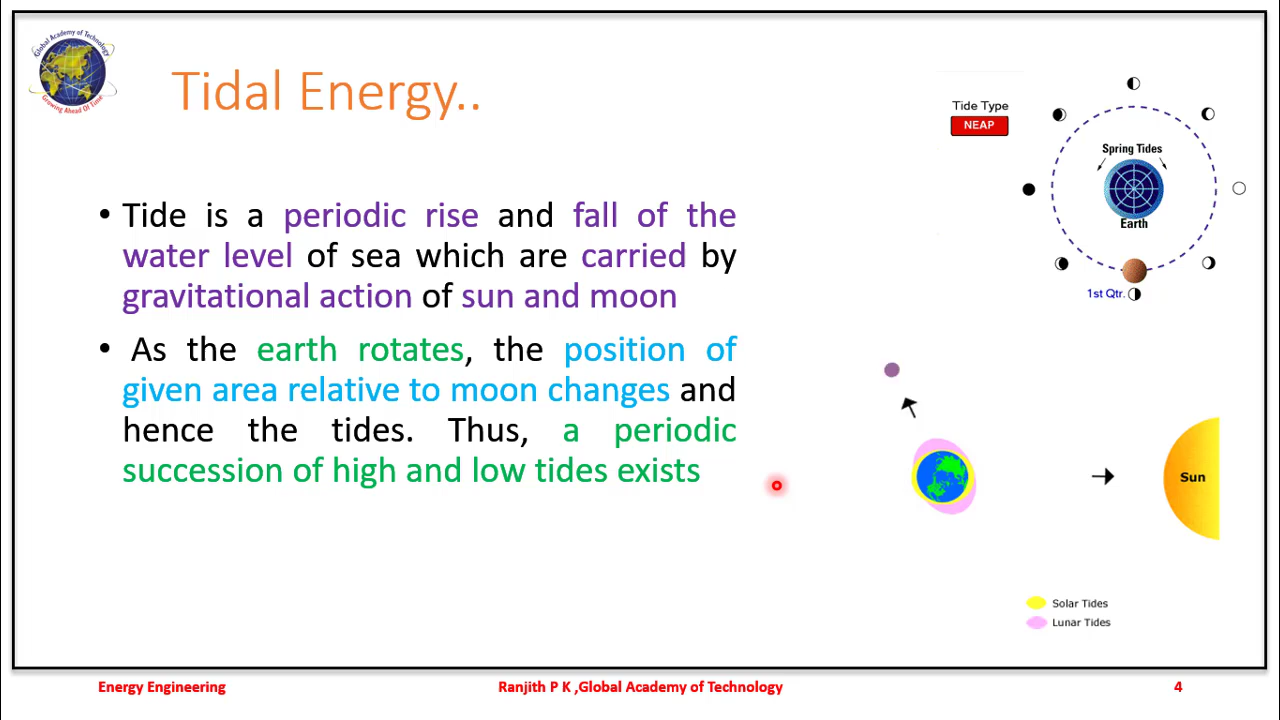 Global Academy of Technology
Growing Ahead Of Time
Tidal Energy..
• Tide is a periodic rise and fall of the
water level of sea which are carried by
gravitational action of sun and moon
• As the earth rotates, the position of
given area relative to moon changes and
hence the tides. Thus, a periodic
succession of high and low tides exists
Tide Type
NEAP
Spring Tides
Earth
1st Qtr.
Sun
Solar Tides
Lunar Tides
Energy Engineering
Ranjith P K ,Global Academy of Technology
4